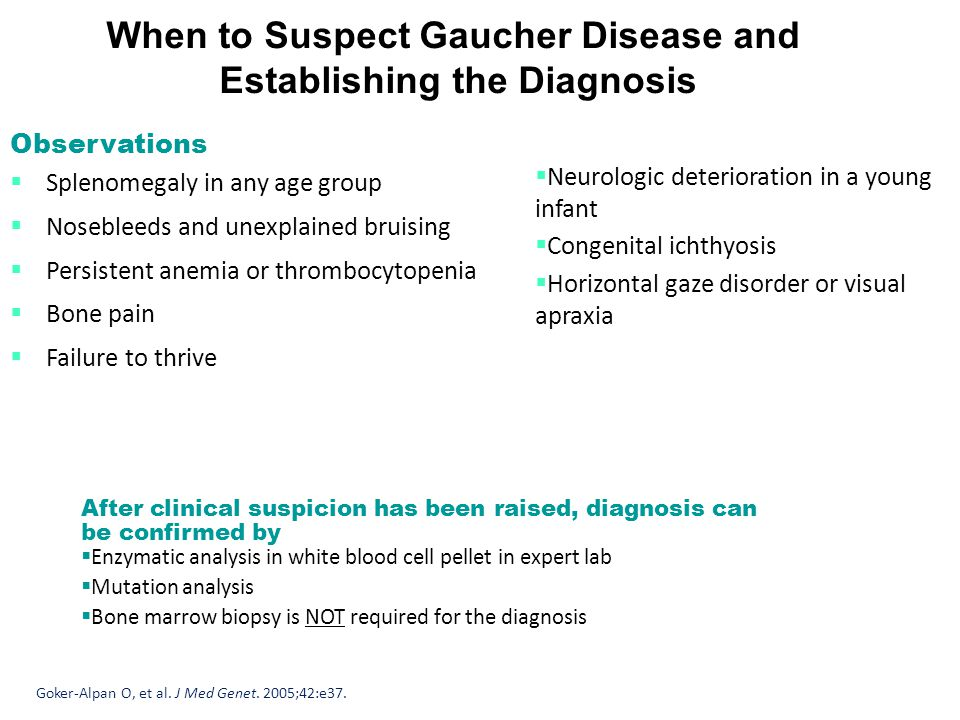 When to Suspect Gaucher Disease and
Establishing the Diagnosis
Observations
▪ Splenomegaly in any age group
▪ Nosebleeds and unexplained bruising
▪ Persistent anemia or thrombocytopenia
▪ Bone pain
▪ Failure to thrive
▪Neurologic deterioration in a young
infant
▪Congenital ichthyosis
▪Horizontal gaze disorder or visual
apraxia
After clinical suspicion has been raised, diagnosis can
be confirmed by
▪Enzymatic analysis in white blood cell pellet in expert lab
▪Mutation analysis
▪Bone marrow biopsy is NOT required for the diagnosis
Goker-Alpan O, et al. J Med Genet. 2005;42:e37.